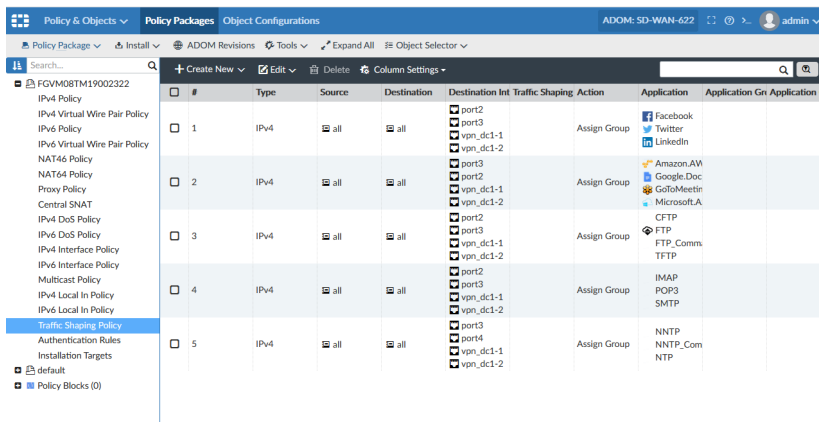 Policy & Objects Policy Packages Object Configurations ADOM: SD-WAN-622 admin
Policy Package Install ADOM Revisions Tools Expand All Object Selector
Search... Create New Edit Delete Column Settings
FGVM08TM19002322
IPv4 Policy
IPv4 Virtual Wire Pair Policy
IPv6 Policy
IPv6 Virtual Wire Pair Policy
NAT46 Policy
NAT64 Policy
Proxy Policy
Central SNAT
IPv4 DoS Policy
IPv6 DoS Policy
IPv4 Interface Policy
IPv6 Interface Policy
Multicast Policy
IPv4 Local In Policy
IPv6 Local In Policy
Traffic Shaping Policy
Authentication Rules
Installation Targets
default
Policy Blocks (0)
# Type Source Destination Destination Int Traffic Shaping Action Application Application Gr Application
1 IPv4 all all
port2
port3
vpn_dc1-1
vpn_dc1-2
Assign Group
Facebook
Twitter
LinkedIn
2 IPv4 all all
port3
port2
vpn_dc1-1
vpn_dc1-2
Assign Group
Amazon.AW
Google.Doc
GoToMeetin
Microsoft.A
3 IPv4 all all
port2
port3
vpn_dc1-1
vpn_dc1-2
Assign Group
CFTP
FTP
FTP_Comm
TFTP
4 IPv4 all all
port2
port3
vpn_dc1-1
vpn_dc1-2
Assign Group
IMAP
POP3
SMTP
5 IPv4 all all
port3
port4
vpn_dc1-1
vpn_dc1-2
Assign Group
NNTP
NNTP_Com
NTP